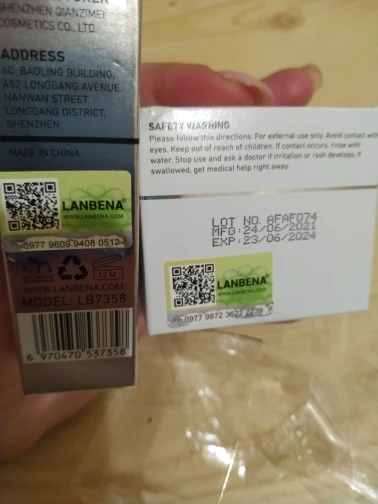 SHENZHEN QIANZIMEI
COSMETICS CO., LTD.
ADDRESS
BAOLING BUILDING,
LONGGANG AVENUE,
NANWAN STREET,
LONGGANG DISTRICT,
SHENZHEN
MADE IN CHINA
LANBENA
WWW.LANBENA.COM
0977 9609 9408 0512
12 M
WWW.LANBENA.COM
MODEL: LB7358
6 970470 537358
SAFETY WARNING
Please follow this directions. For external use only. Avoid contact with
eyes. Keep out of reach of children. If contact occurs, rinse with
water. Stop use and ask a doctor if irritation or rash develops. If
swallowed, get medical help right away.
LOT NO. AFAF074
MFG: 24/06/2021
EXP: 23/06/2024
LANBENA
WWW.LANBENA.COM
0977 9872 3622 2239